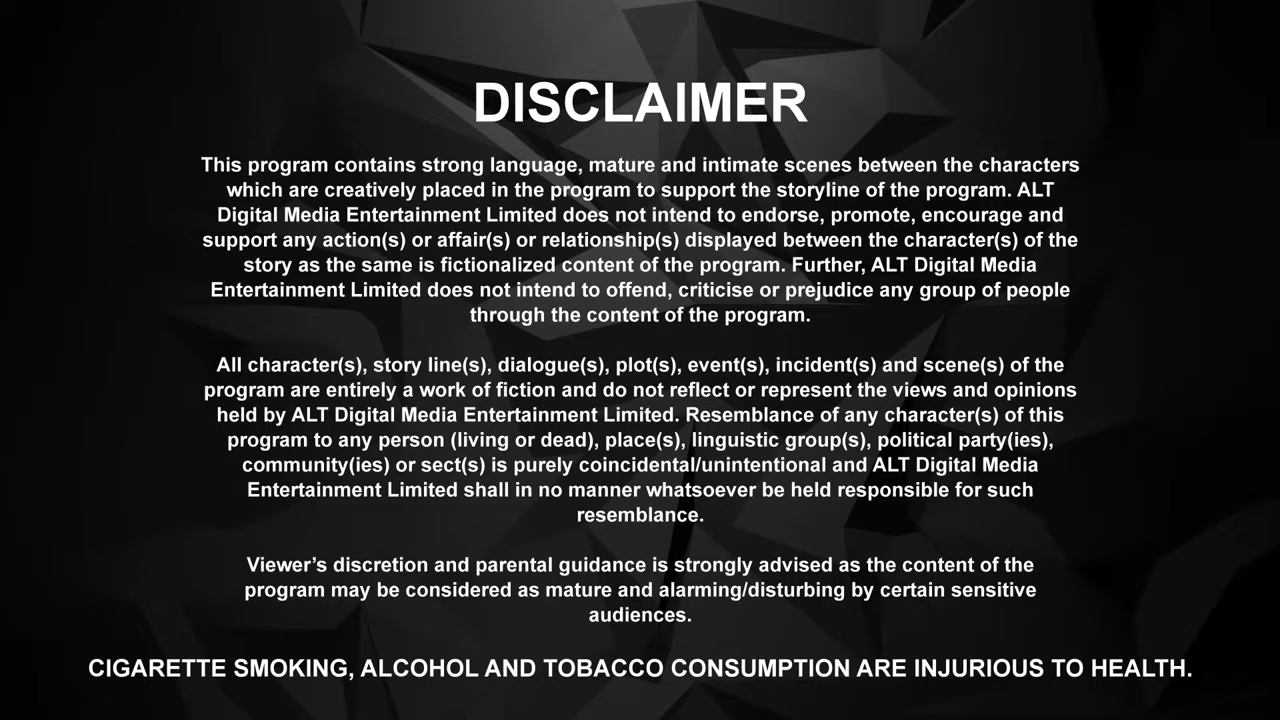 DISCLAIMER
This program contains strong language, mature and intimate scenes between the characters
which are creatively placed in the program to support the storyline of the program. ALT
Digital Media Entertainment Limited does not intend to endorse, promote, encourage and
support any action(s) or affair(s) or relationship(s) displayed between the character(s) of the
story as the same is fictionalized content of the program. Further, ALT Digital Media
Entertainment Limited does not intend to offend, criticise or prejudice any group of people
through the content of the program.
All character(s), story line(s), dialogue(s), plot(s), event(s), incident(s) and scene(s) of the
program are entirely a work of fiction and do not reflect or represent the views and opinions
held by ALT Digital Media Entertainment Limited. Resemblance of any character(s) of this
program to any person (living or dead), place(s), linguistic group(s), political party(ies),
community(ies) or sect(s) is purely coincidental/unintentional and ALT Digital Media
Entertainment Limited shall in no manner whatsoever be held responsible for such
resemblance.
Viewer’s discretion and parental guidance is strongly advised as the content of the
program may be considered as mature and alarming/disturbing by certain sensitive
audiences.
CIGARETTE SMOKING, ALCOHOL AND TOBACCO CONSUMPTION ARE INJURIOUS TO HEALTH.